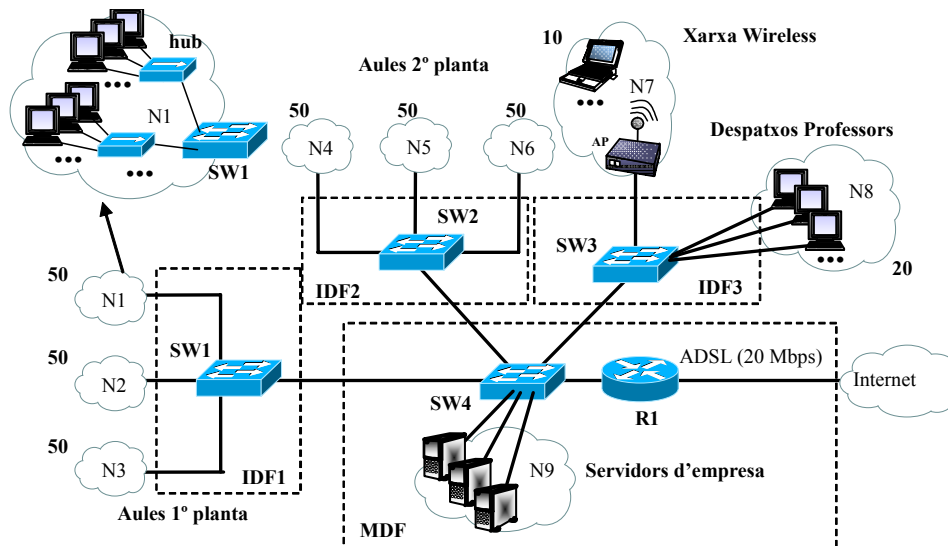 hub
N1
SW1
Aules 2º planta
50
50
50
N4
N5
N6
SW2
IDF2
10
Xarxa Wireless
N7
AP
Despatxos Professors
N8
SW3
20
IDF3
50
N1
50
SW1
N2
50
N3
IDF1
Aules 1º planta
SW4
R1
ADSL (20 Mbps)
Internet
N9
Servidors d’empresa
MDF